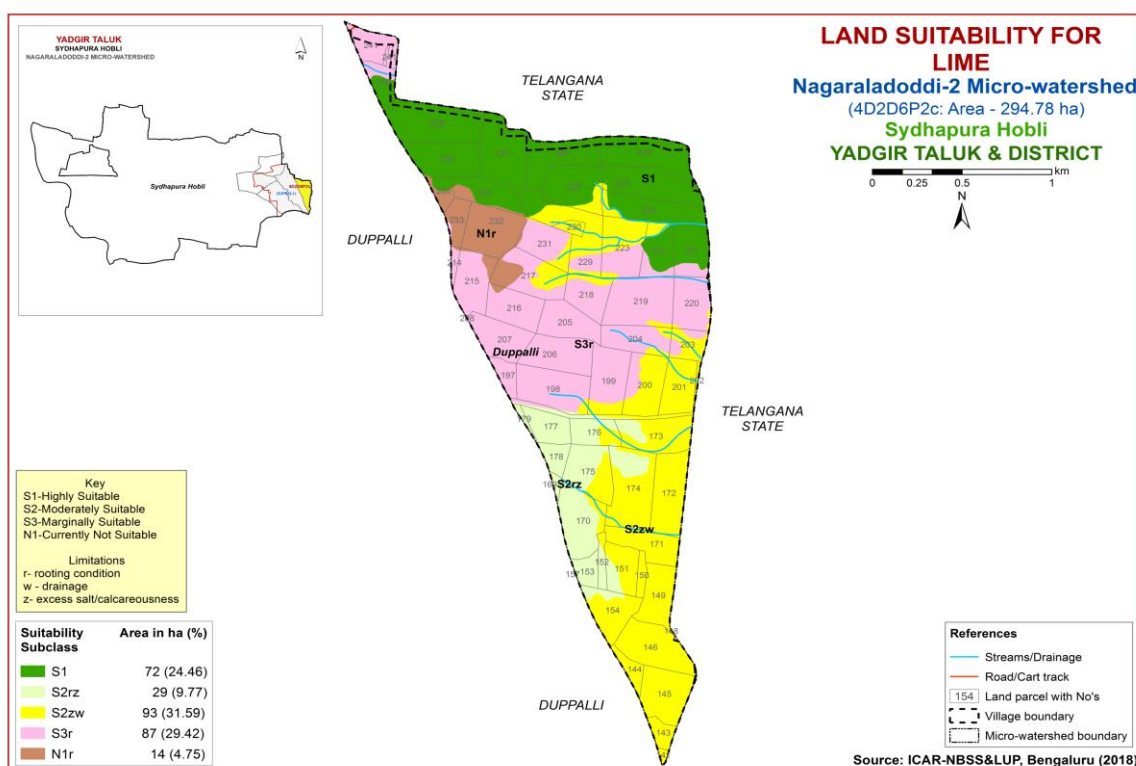 YADGIR TALUK
SYDHAPURA HOBLI
NAGARALADODDI-2 MICRO-WATERSHED
N
Sydhapura Hobli
LAND SUITABILITY FOR
LIME
Nagaraladoddi-2 Micro-watershed
(4D2D6P2c: Area - 294.78 ha)
Sydhapura Hobli
YADGIR TALUK & DISTRICT
0 0.25 0.5 1
km
N
TELANGANA
STATE
S1
DUPPALLI
233
232
N1r
230
223
231
229
217
214
215
218
219
220
216
205
S3r
204
203
207
Duppalli
206
197
198
199
200
201
TELANGANA
STATE
177
176
173
178
175
S2rz
174
172
170
S2zw
171
152
153
151
150
149
154
146
144
145
143
DUPPALLI
Key
S1-Highly Suitable
S2-Moderately Suitable
S3-Marginally Suitable
N1-Currently Not Suitable
Limitations
r- rooting condition
w - drainage
z- excess salt/calcareousness
Suitability Subclass Area in ha (%)
S1 72 (24.46)
S2rz 29 (9.77)
S2zw 93 (31.59)
S3r 87 (29.42)
N1r 14 (4.75)
References
Streams/Drainage
Road/Cart track
154 Land parcel with No's
Village boundary
Micro-watershed boundary
Source: ICAR-NBSS&LUP, Bengaluru (2018)